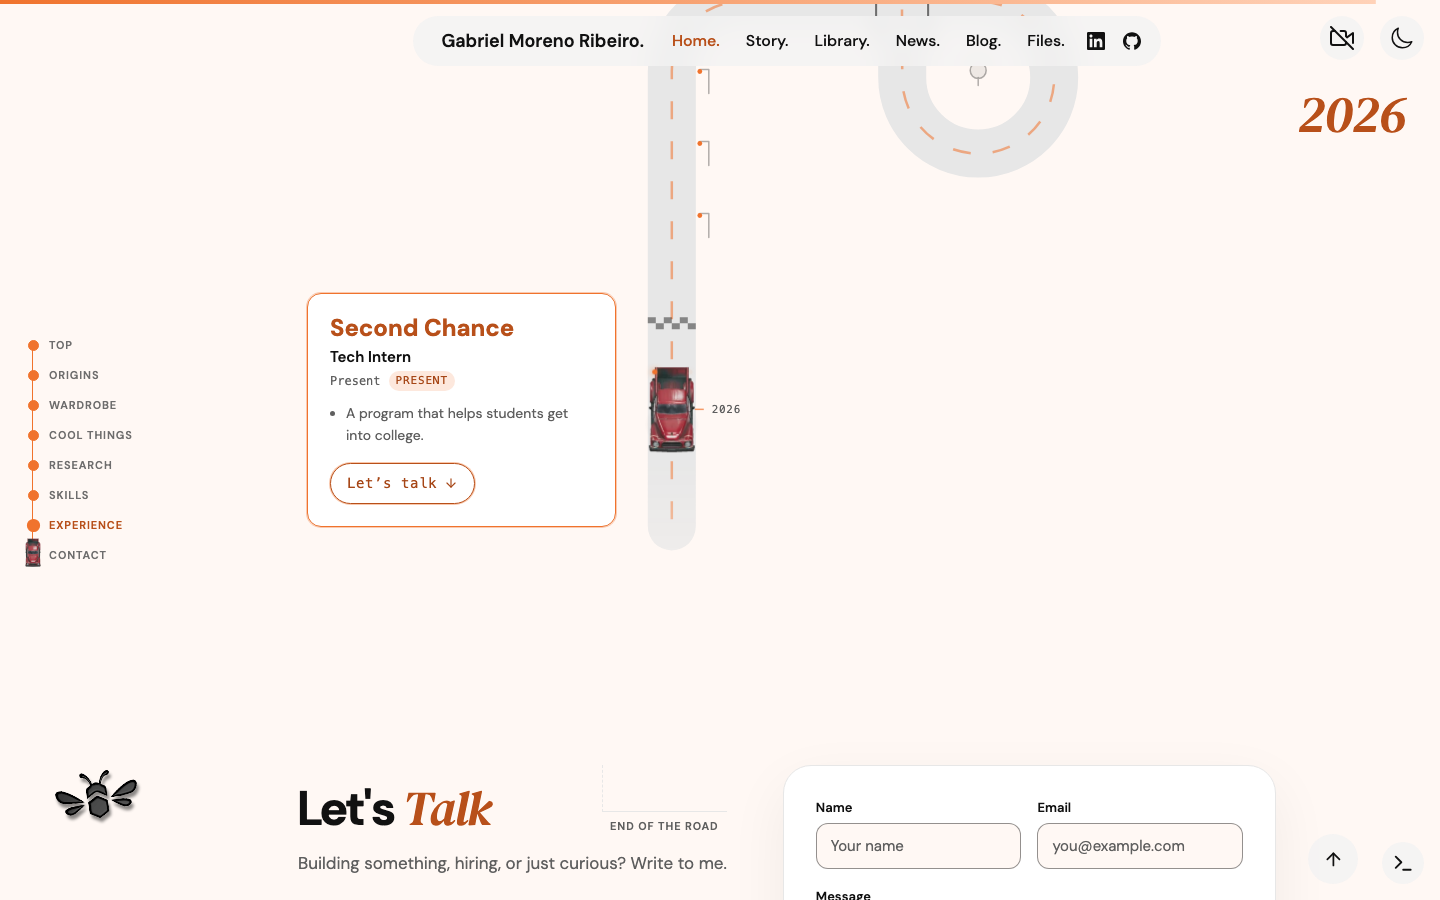 Gabriel Moreno Ribeiro. Home. Story. Library. News. Blog. Files.
2026
Second Chance
Tech Intern
Present PRESENT
• A program that helps students get
into college.
Let’s talk ↓
2026
TOP
ORIGINS
WARDROBE
COOL THINGS
RESEARCH
SKILLS
EXPERIENCE
CONTACT
Let's Talk
END OF THE ROAD
Building something, hiring, or just curious? Write to me.
Name Email
Your name you@example.com
Message